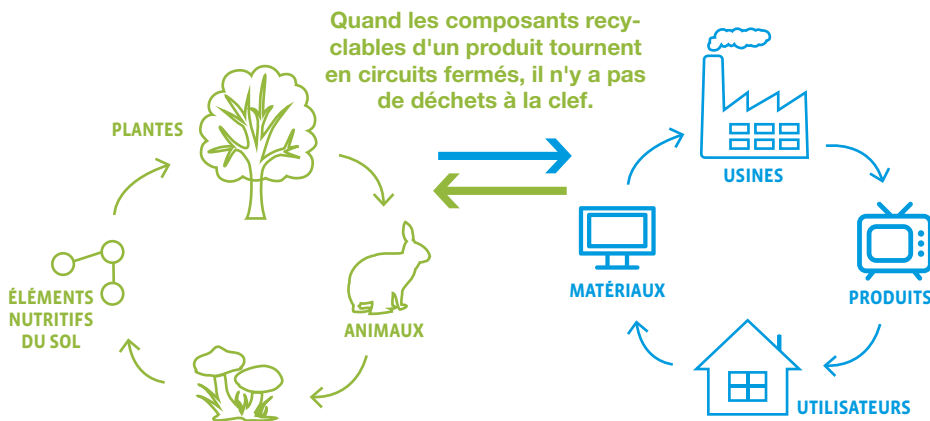 Quand les composants recy-
clables d'un produit tournent
en circuits fermés, il n'y a pas
de déchets à la clef.
PLANTES
ANIMAUX
ÉLÉMENTS
NUTRITIFS
DU SOL
USINES
PRODUITS
UTILISATEURS
MATÉRIAUX